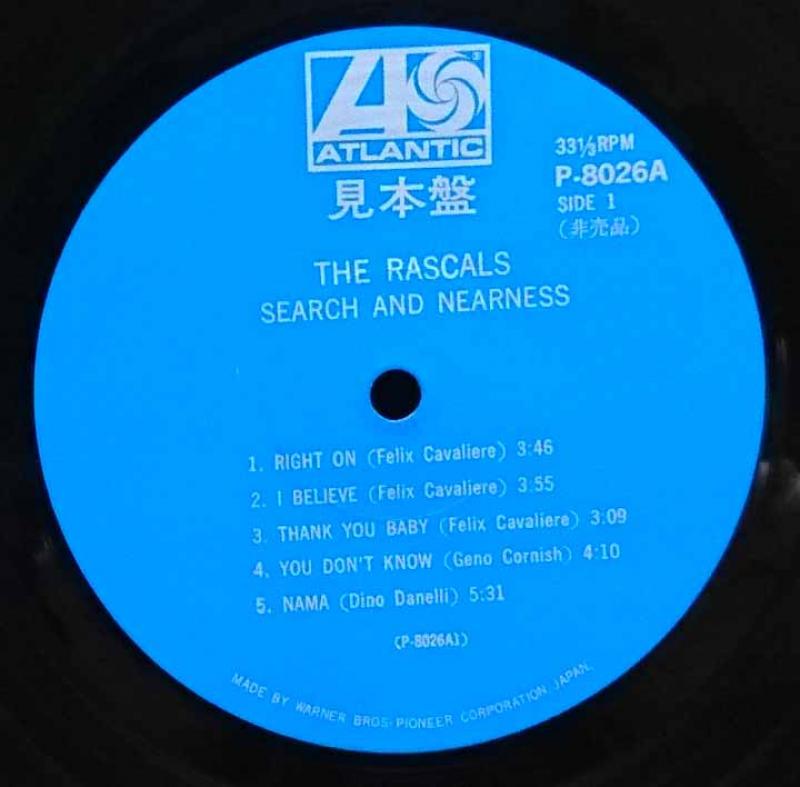 ATLANTIC
®
見本盤
33⅓RPM
P-8026A
SIDE 1
(非売品)
THE RASCALS
SEARCH AND NEARNESS
1. RIGHT ON (Felix Cavaliere) 3:46
2. I BELIEVE (Felix Cavaliere) 3:55
3. THANK YOU BABY (Felix Cavaliere) 3:09
4. YOU DON'T KNOW (Geno Cornish) 4:10
5. NAMA (Dino Danelli) 5:31
(P-8026A1)
MADE BY WARNER BROS-PIONEER CORPORATION JAPAN.